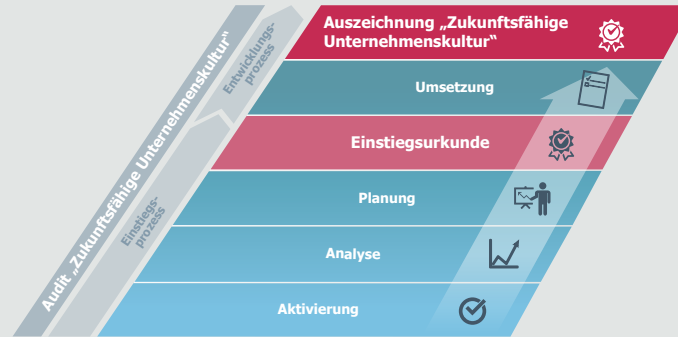 Auszeichnung „Zukunftsfähige
Unternehmenskultur“
Umsetzung
Einstiegsurkunde
Planung
Analyse
Aktivierung
Audit „Zukunftsfähige Unternehmenskultur“
Entwicklungs-
prozess
Einstiegs-
prozess